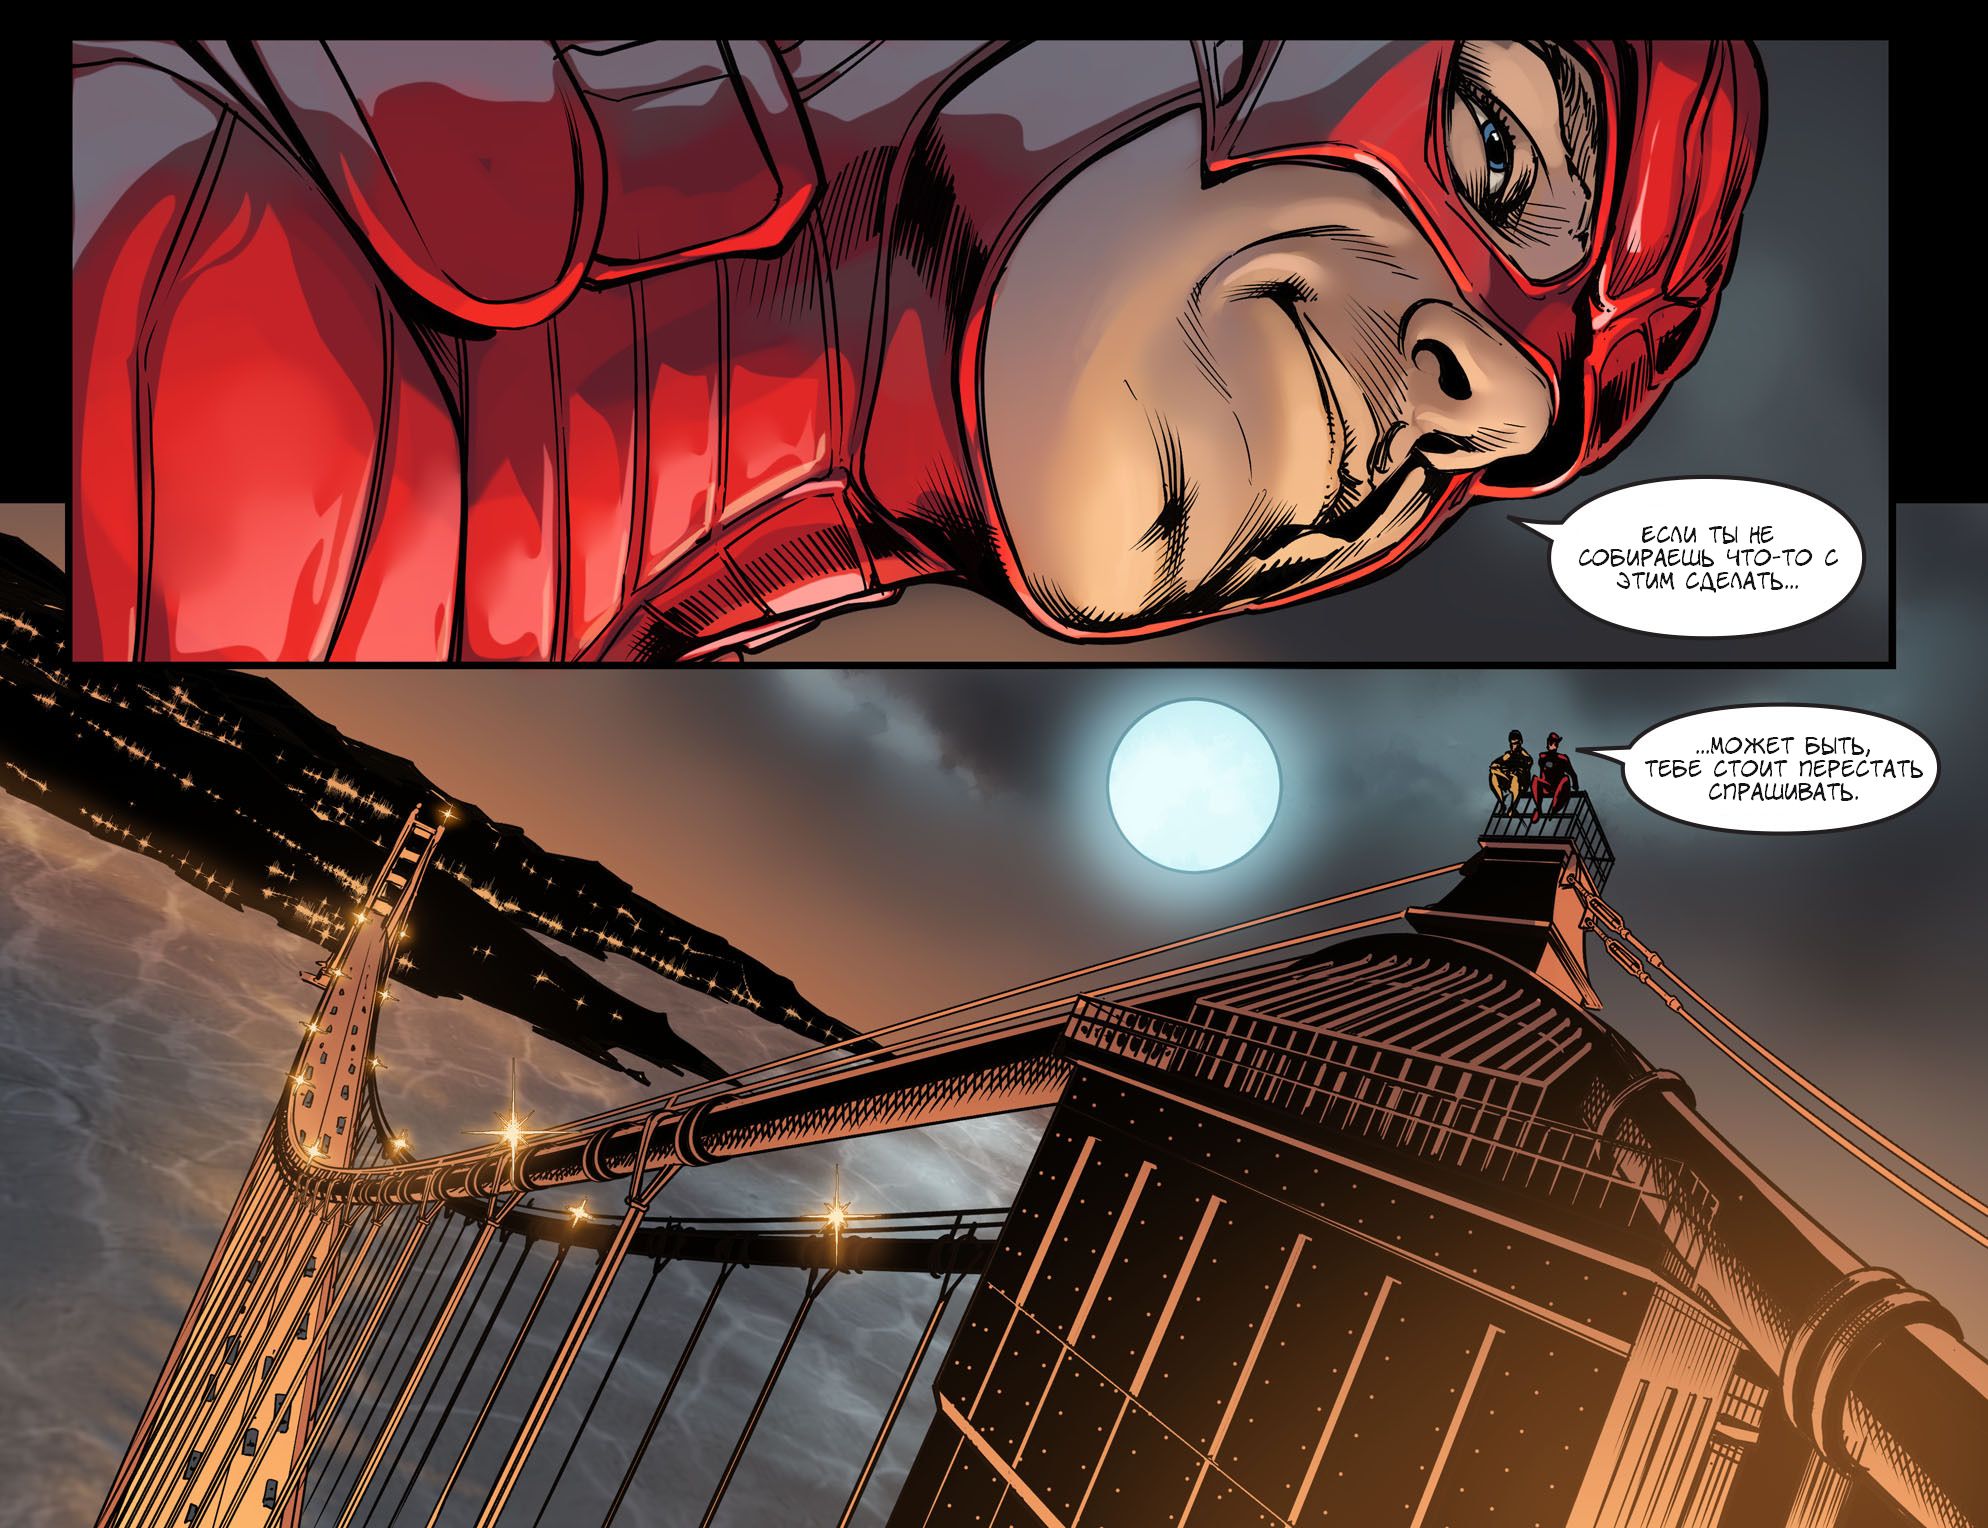 ЕСЛИ ТЫ НЕ
СОБИРАЕШЬ ЧТО-ТО С
ЭТИМ СДЕЛАТЬ...
...МОЖЕТ БЫТЬ,
ТЕБЕ СТОИТ ПЕРЕСТАТЬ
СПРАШИВАТЬ.